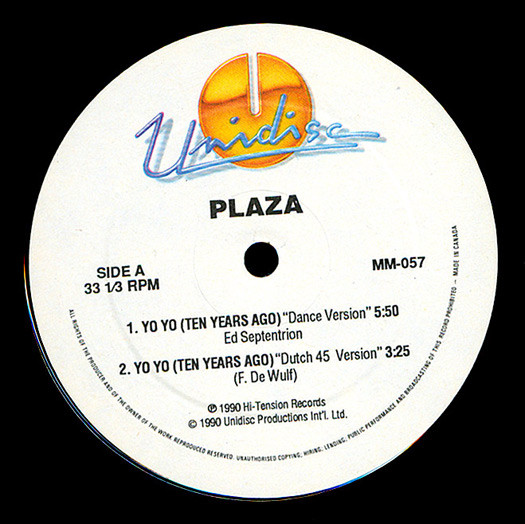 Unidisc
PLAZA
SIDE A
33 1/3 RPM
MM-057
1. YO YO (TEN YEARS AGO) "Dance Version" 5:50
Ed Septentrion
2. YO YO (TEN YEARS AGO) "Dutch 45 Version" 3:25
(F. De Wulf)
℗ 1990 Hi-Tension Records
© 1990 Unidisc Productions Int'l. Ltd.
ALL RIGHTS OF THE PRODUCER AND OF THE OWNER OF THE WORK REPRODUCED RESERVED. UNAUTHORISED COPYING, HIRING, LENDING, PUBLIC PERFORMANCE AND BROADCASTING OF THIS RECORD PROHIBITED — MADE IN CANADA